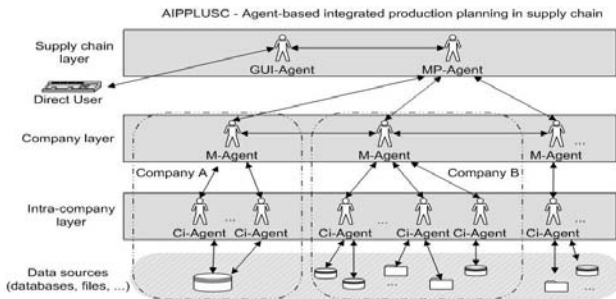 AIPPLUSC - Agent-based integrated production planning in supply chain
Supply chain
layer
GUI-Agent
MP-Agent
Direct User
Company layer
M-Agent
M-Agent
M-Agent
...
Company A
Company B
Intra-company
layer
...
...
...
Ci-Agent
Ci-Agent
Ci-Agent
Ci-Agent
Ci-Agent
Ci-Agent
Data sources
(databases, files, ...)
...
...